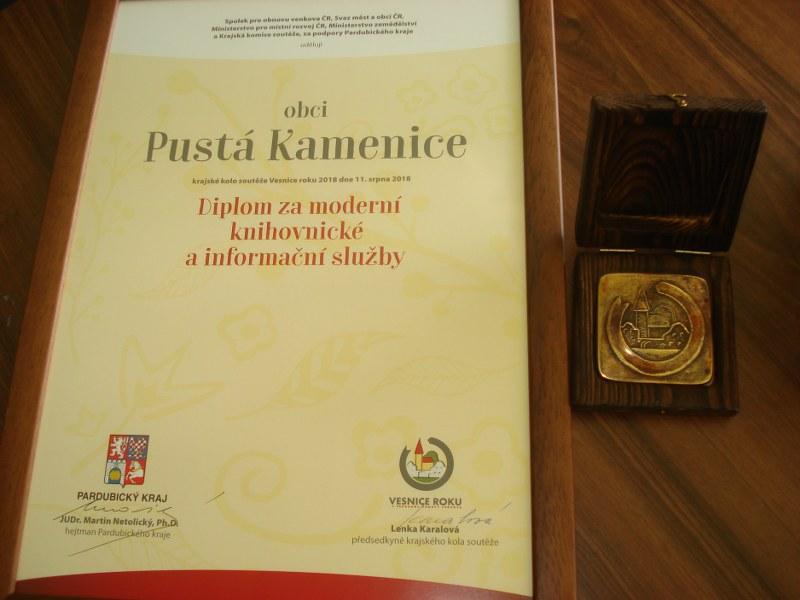 Spolek pro obnovu venkova ČR, Svaz měst a obcí ČR,
Ministerstvo pro místní rozvoj ČR, Ministerstvo zemědělství
a Krajská komise soutěže, za podpory Pardubického kraje
udělují
obci
Pustá Kamenice
krajské kolo soutěže Vesnice roku 2018 dne 11. srpna 2018
Diplom za moderní
knihovnické
a informační služby
PARDUBICKÝ KRAJ
JUDr. Martin Netolický, Ph.D.
hejtman Pardubického kraje
VESNICE ROKU
Lenka Karalová
předsedkyně krajského kola soutěže